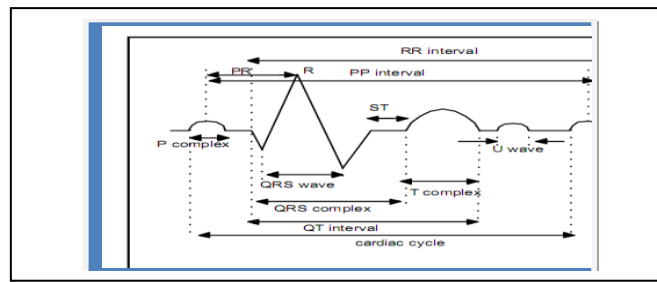 RR interval
PR R PP interval
ST
P complex
U wave
QRS wave
T complex
QRS complex
QT interval
cardiac cycle